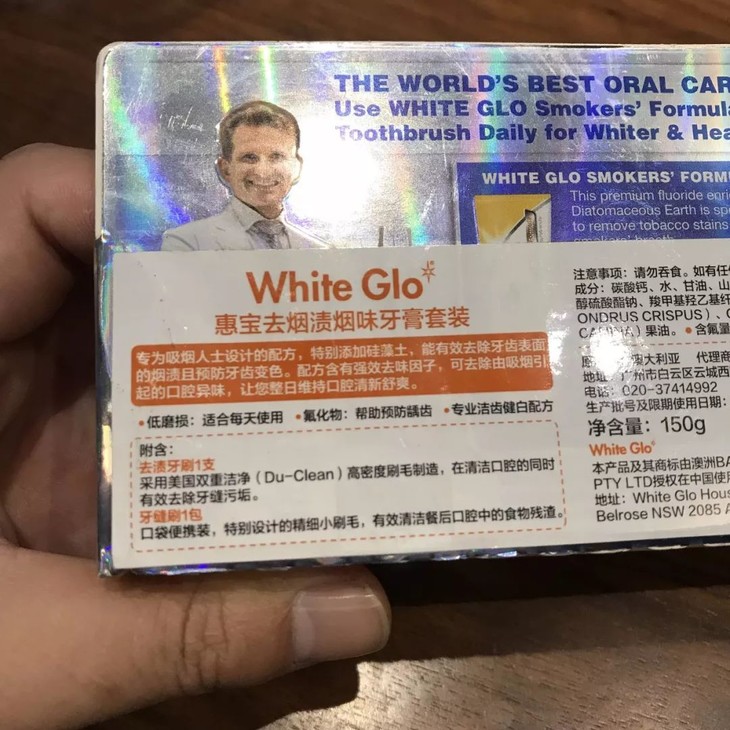 THE WORLD'S BEST ORAL CAR
Use WHITE GLO Smokers' Formula
Toothbrush Daily for Whiter & Hea
WHITE GLO SMOKERS' FORMU
This premium fluoride enri
Diatomaceous Earth is spe
to remove tobacco stains
smokers' breath
White Glo
惠宝去烟渍烟味牙膏套装
专为吸烟人士设计的配方，特别添加硅藻土，能有效去除牙齿表面
的烟渍且预防牙齿变色。配方含有强效去味因子，可去除由吸烟引
起的口腔异味，让您整日维持口腔清新舒爽。
•低磨损：适合每天使用 •氟化物：帮助预防龋齿 •专业洁齿健白配方
附含：
去渍牙刷1支
采用美国双重洁净（Du-Clean）高密度刷毛制造，在清洁口腔的同时
有效去除牙缝污垢。
牙缝刷1包
口袋便携装，特别设计的精细小刷毛，有效清洁餐后口腔中的食物残渣。
注意事项：请勿吞食。如有任
成分：碳酸钙、水、甘油、山
醇硫酸酯钠、羧甲基羟乙基纤
ONDRUS CRISPUS）、
果油。•含氟量
澳大利亚 代理商
地址：广州市白云区云城西
电话：020-37414992
生产批号及限期使用日期：
净含量：150g
White Glo
本产品及其商标由澳洲BA
PTY LTD授权在中国使
地址：White Glo Hous
Belrose NSW 2085 A